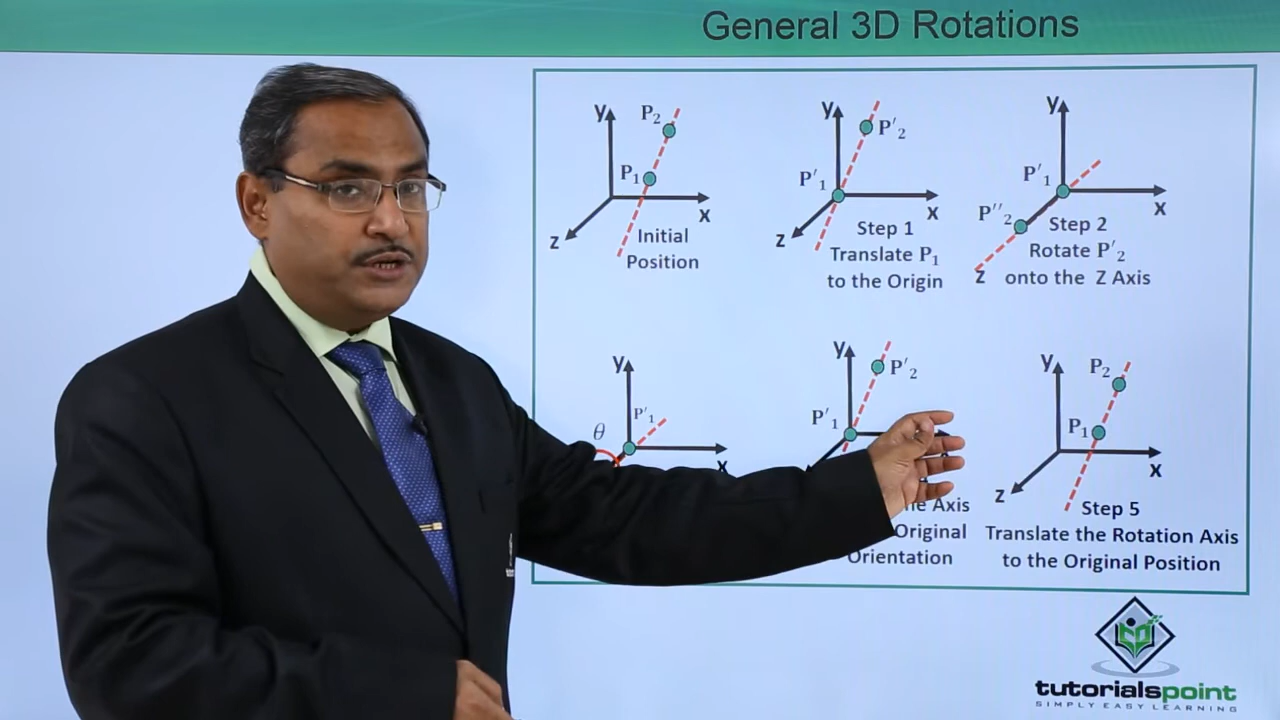 General 3D Rotations
y
P₂
P₁
x
z
Initial
Position
y
P'₂
P'₁
x
z
Step 1
Translate P₁
to the Origin
y
P'₁
P''₂
x
z
Step 2
Rotate P'₂
onto the Z Axis
y
P'₁
θ
x
y
P'₂
P'₁
Axis
Original
Orientation
y
P₂
P₁
x
z
Step 5
Translate the Rotation Axis
to the Original Position
tutorialspoint
SIMPLY EASY LEARNING